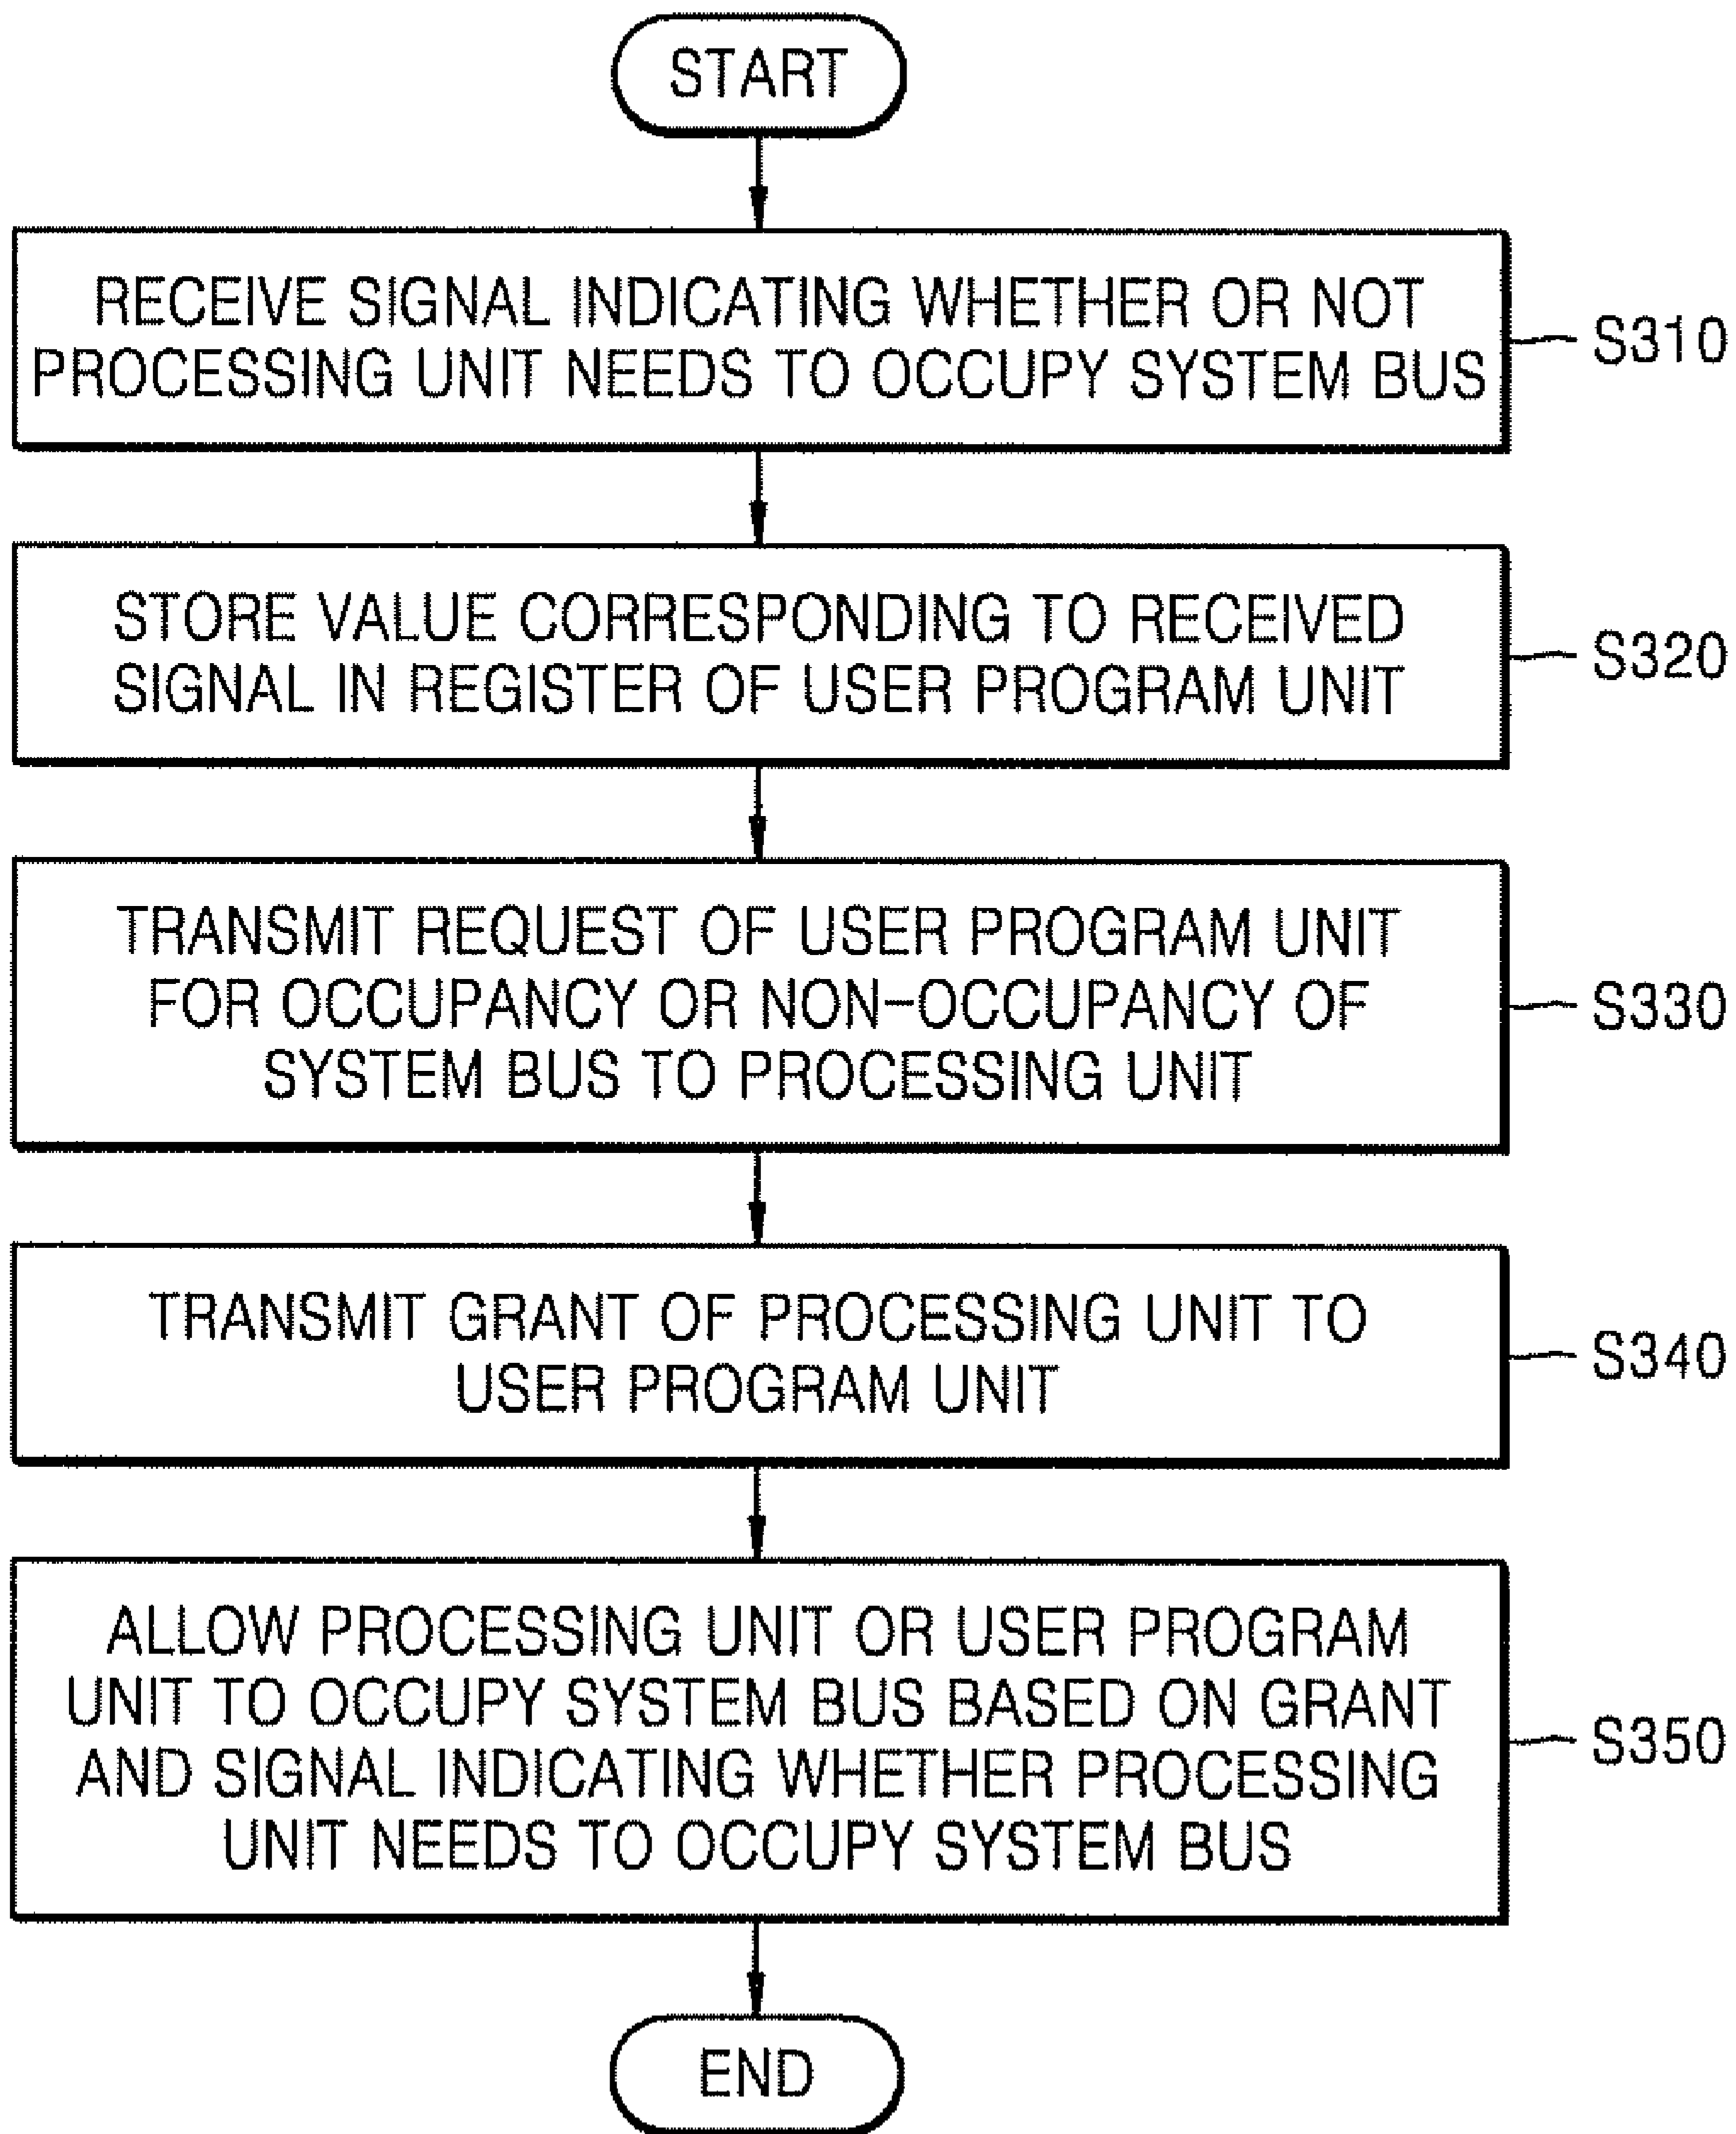 START
RECEIVE SIGNAL INDICATING WHETHER OR NOT
PROCESSING UNIT NEEDS TO OCCUPY SYSTEM BUS
S310
STORE VALUE CORRESPONDING TO RECEIVED
SIGNAL IN REGISTER OF USER PROGRAM UNIT
S320
TRANSMIT REQUEST OF USER PROGRAM UNIT
FOR OCCUPANCY OR NON-OCCUPANCY OF
SYSTEM BUS TO PROCESSING UNIT
S330
TRANSMIT GRANT OF PROCESSING UNIT TO
USER PROGRAM UNIT
S340
ALLOW PROCESSING UNIT OR USER PROGRAM
UNIT TO OCCUPY SYSTEM BUS BASED ON GRANT
AND SIGNAL INDICATING WHETHER PROCESSING
UNIT NEEDS TO OCCUPY SYSTEM BUS
S350
END